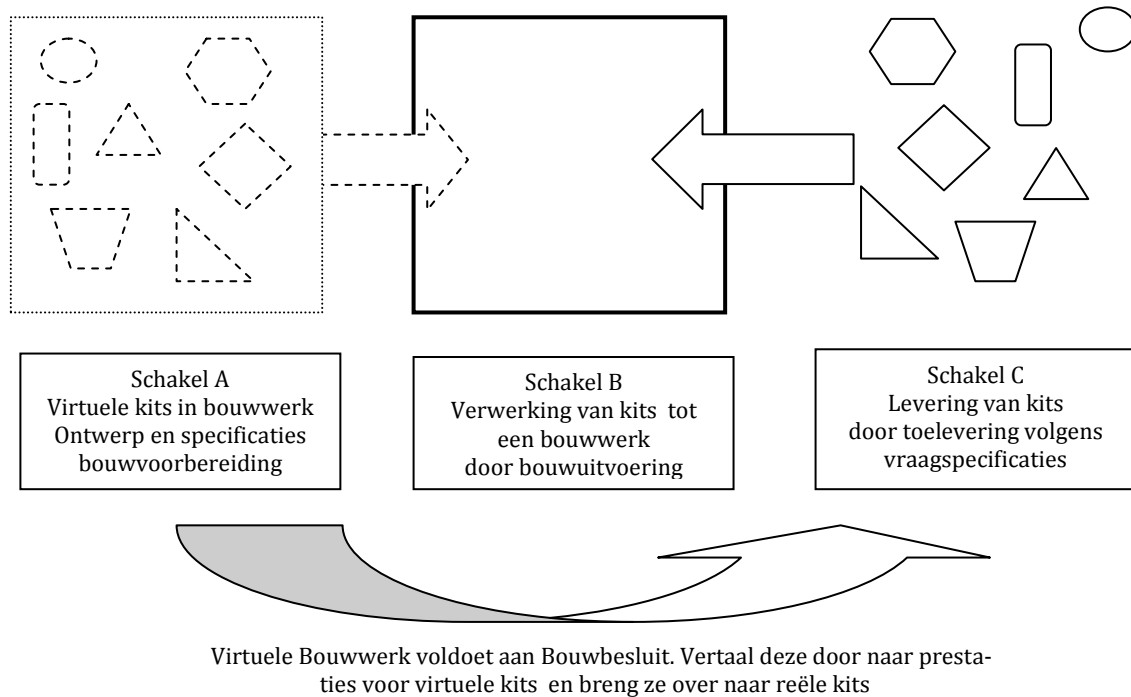 Schakel A
Virtuele kits in bouwwerk
Ontwerp en specificaties
bouwvoorbereiding
Schakel B
Verwerking van kits tot
een bouwwerk
door bouwuitvoering
Schakel C
Levering van kits
door toelevering volgens
vraagspecificaties
Virtuele Bouwwerk voldoet aan Bouwbesluit. Vertaal deze door naar presta-
ties voor virtuele kits en breng ze over naar reële kits